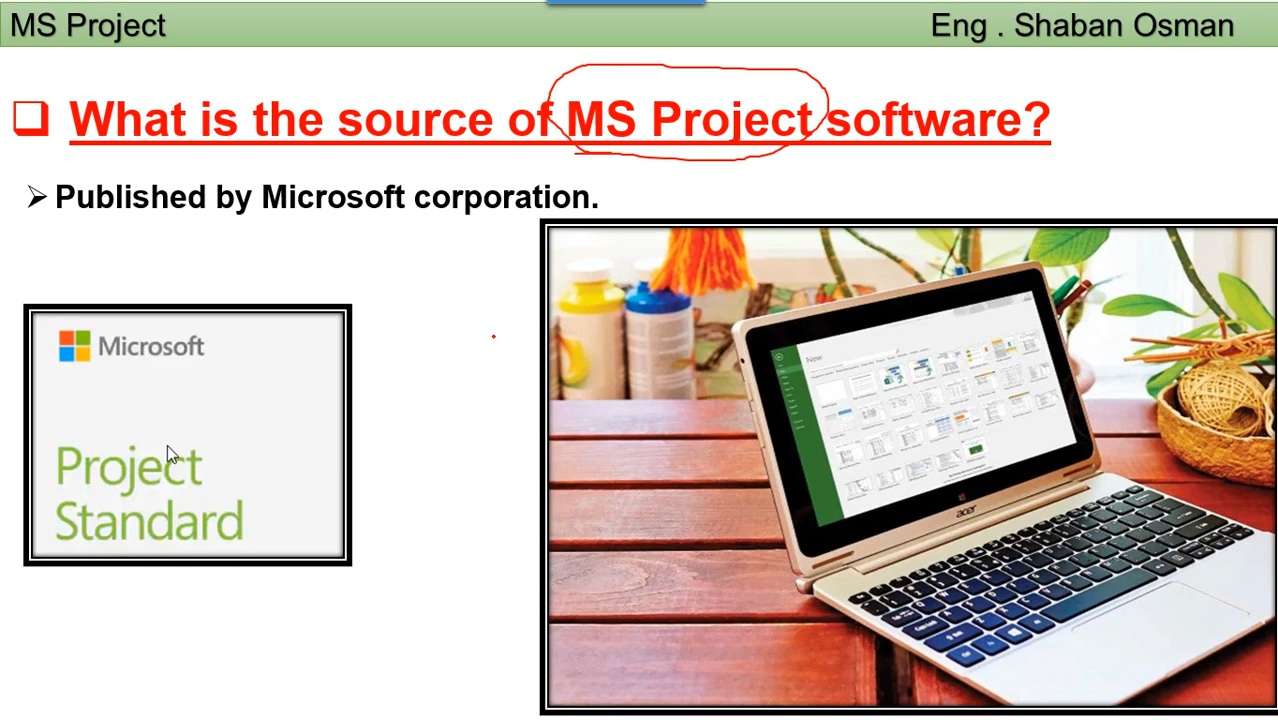 MS Project
Eng . Shaban Osman
What is the source of MS Project software?
Published by Microsoft corporation.
Microsoft
Project
Standard
New
acer